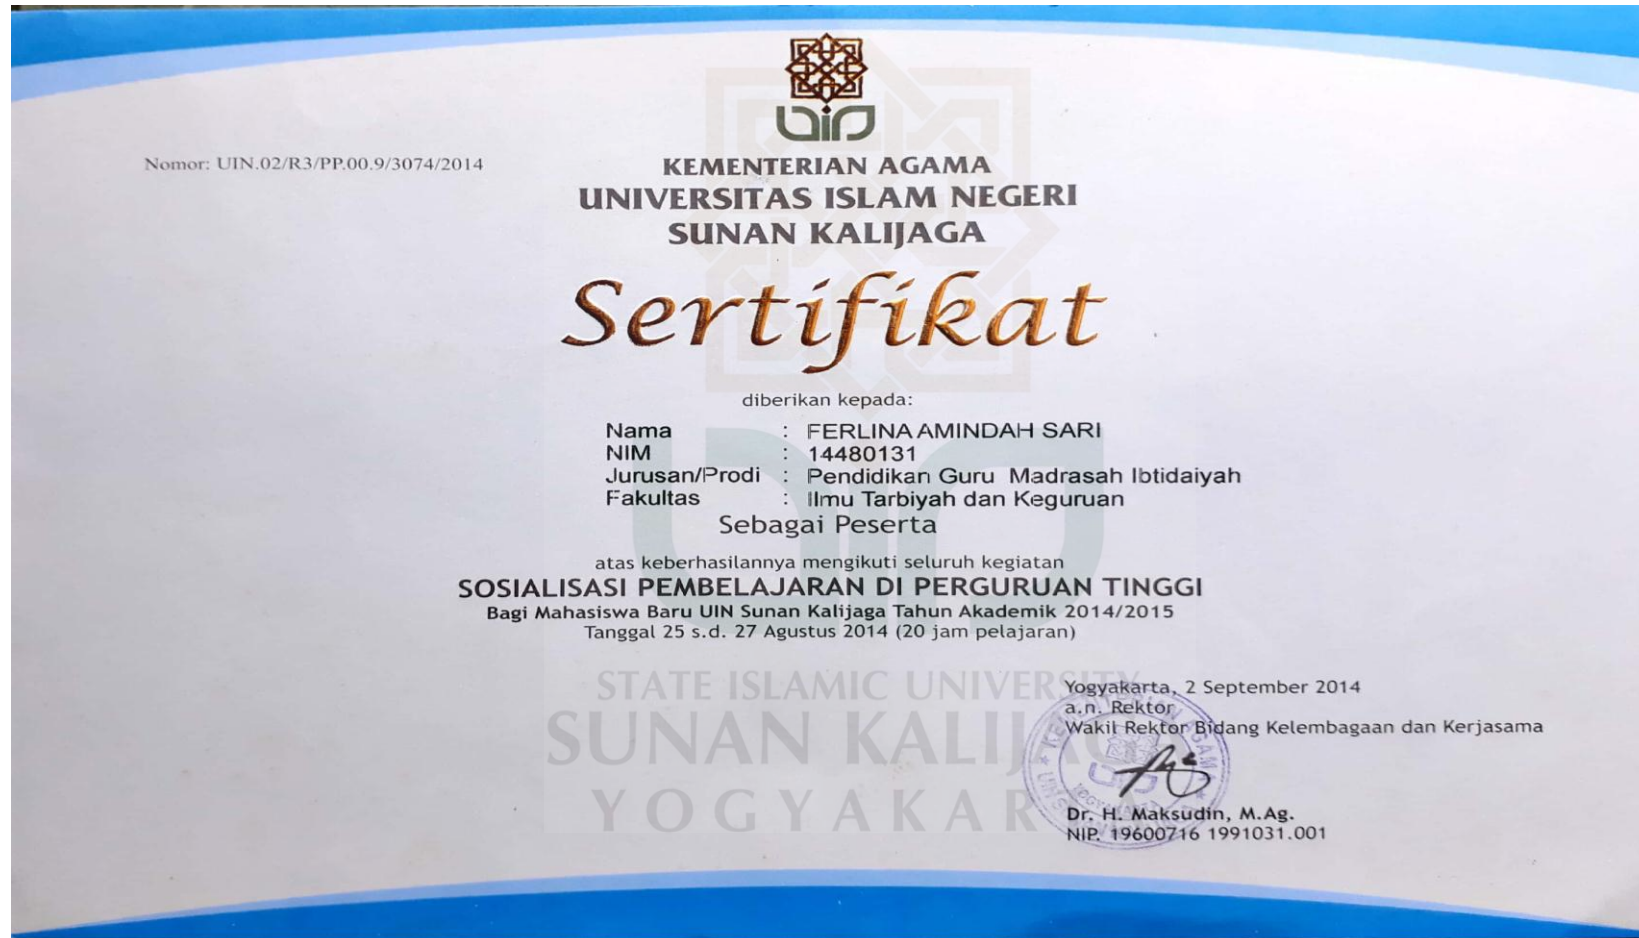 uin
Nomor: UIN.02/R3/PP.00.9/3074/2014
KEMENTERIAN AGAMA
UNIVERSITAS ISLAM NEGERI
SUNAN KALIJAGA
Sertifikat
diberikan kepada:
Nama : FERLINA AMINDAH SARI
NIM : 14480131
Jurusan/Prodi : Pendidikan Guru Madrasah Ibtidaiyah
Fakultas : Ilmu Tarbiyah dan Keguruan
Sebagai Peserta
atas keberhasilannya mengikuti seluruh kegiatan
SOSIALISASI PEMBELAJARAN DI PERGURUAN TINGGI
Bagi Mahasiswa Baru UIN Sunan Kalijaga Tahun Akademik 2014/2015
Tanggal 25 s.d. 27 Agustus 2014 (20 jam pelajaran)
STATE ISLAMIC UNIVERSITY
SUNAN KALIJAGA
YOGYAKAR
Yogyakarta, 2 September 2014
a.n. Rektor
Wakil Rektor Bidang Kelembagaan dan Kerjasama
Dr. H. Maksudin, M.Ag.
NIP. 19600716 1991031.001